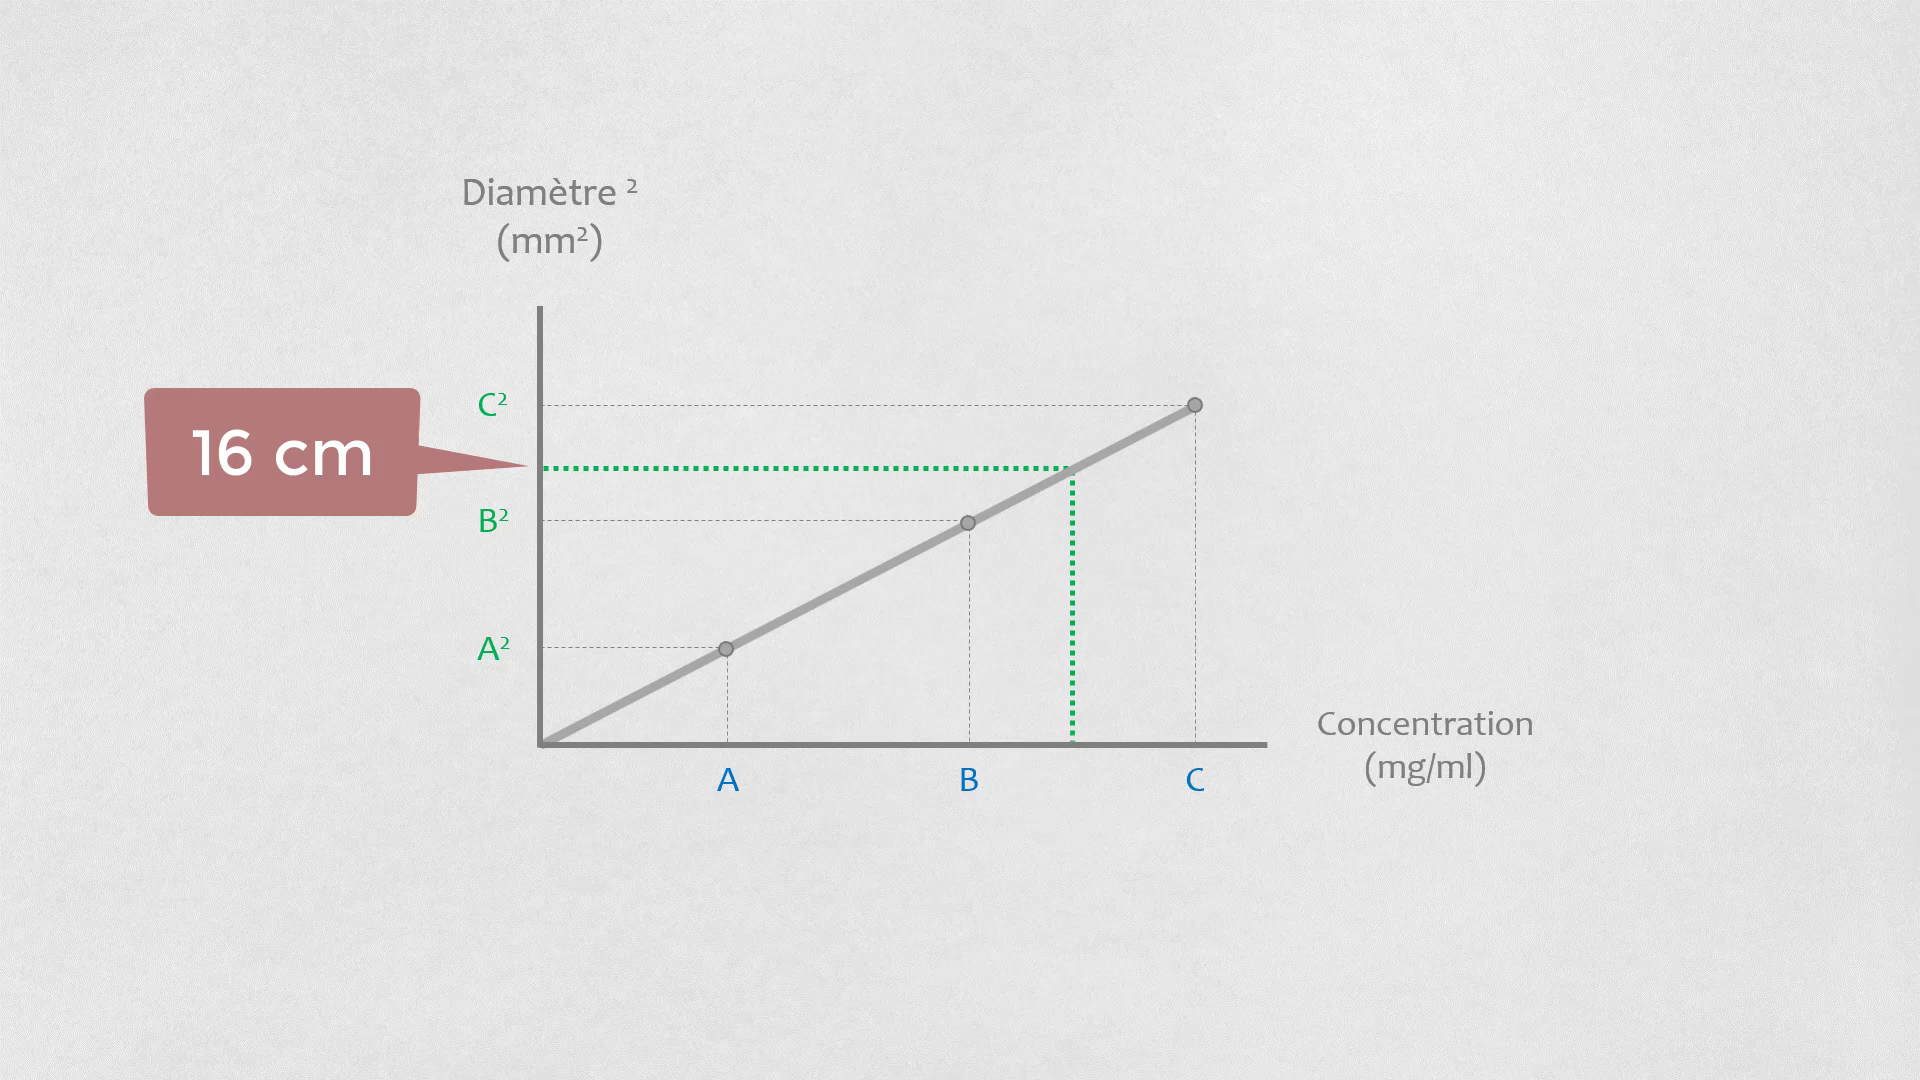 Diamètre ²
(mm²)
C²
16 cm
B²
A²
Concentration
(mg/ml)
A
B
C